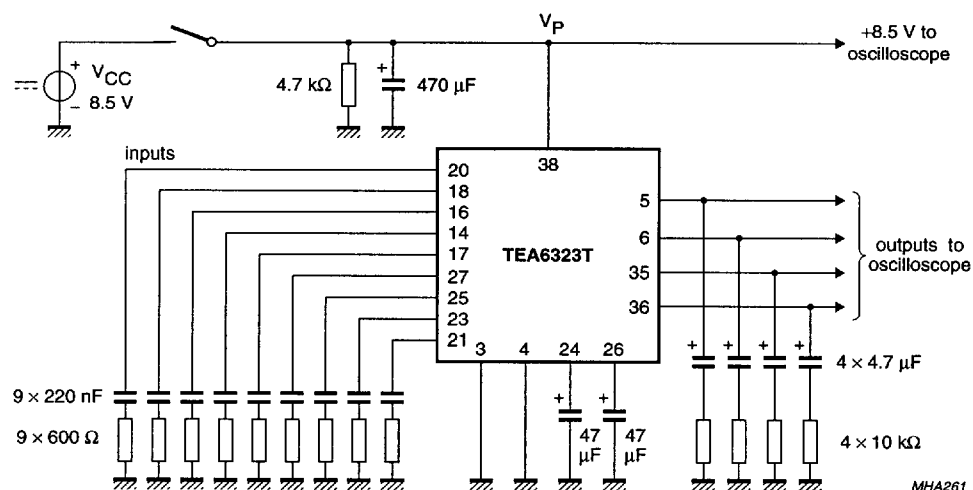 V_P
+8.5 V to
oscilloscope
+
V_CC
−
8.5 V
4.7 kΩ
+
470 μF
inputs
38
20
18
16
14
17
27
25
23
21
TEA6323T
5
6
35
36
outputs to
oscilloscope
3
4
24
26
+
+
+
+
+
+
9 × 220 nF
9 × 600 Ω
47
μF
47
μF
4 × 4.7 μF
4 × 10 kΩ
MHA261